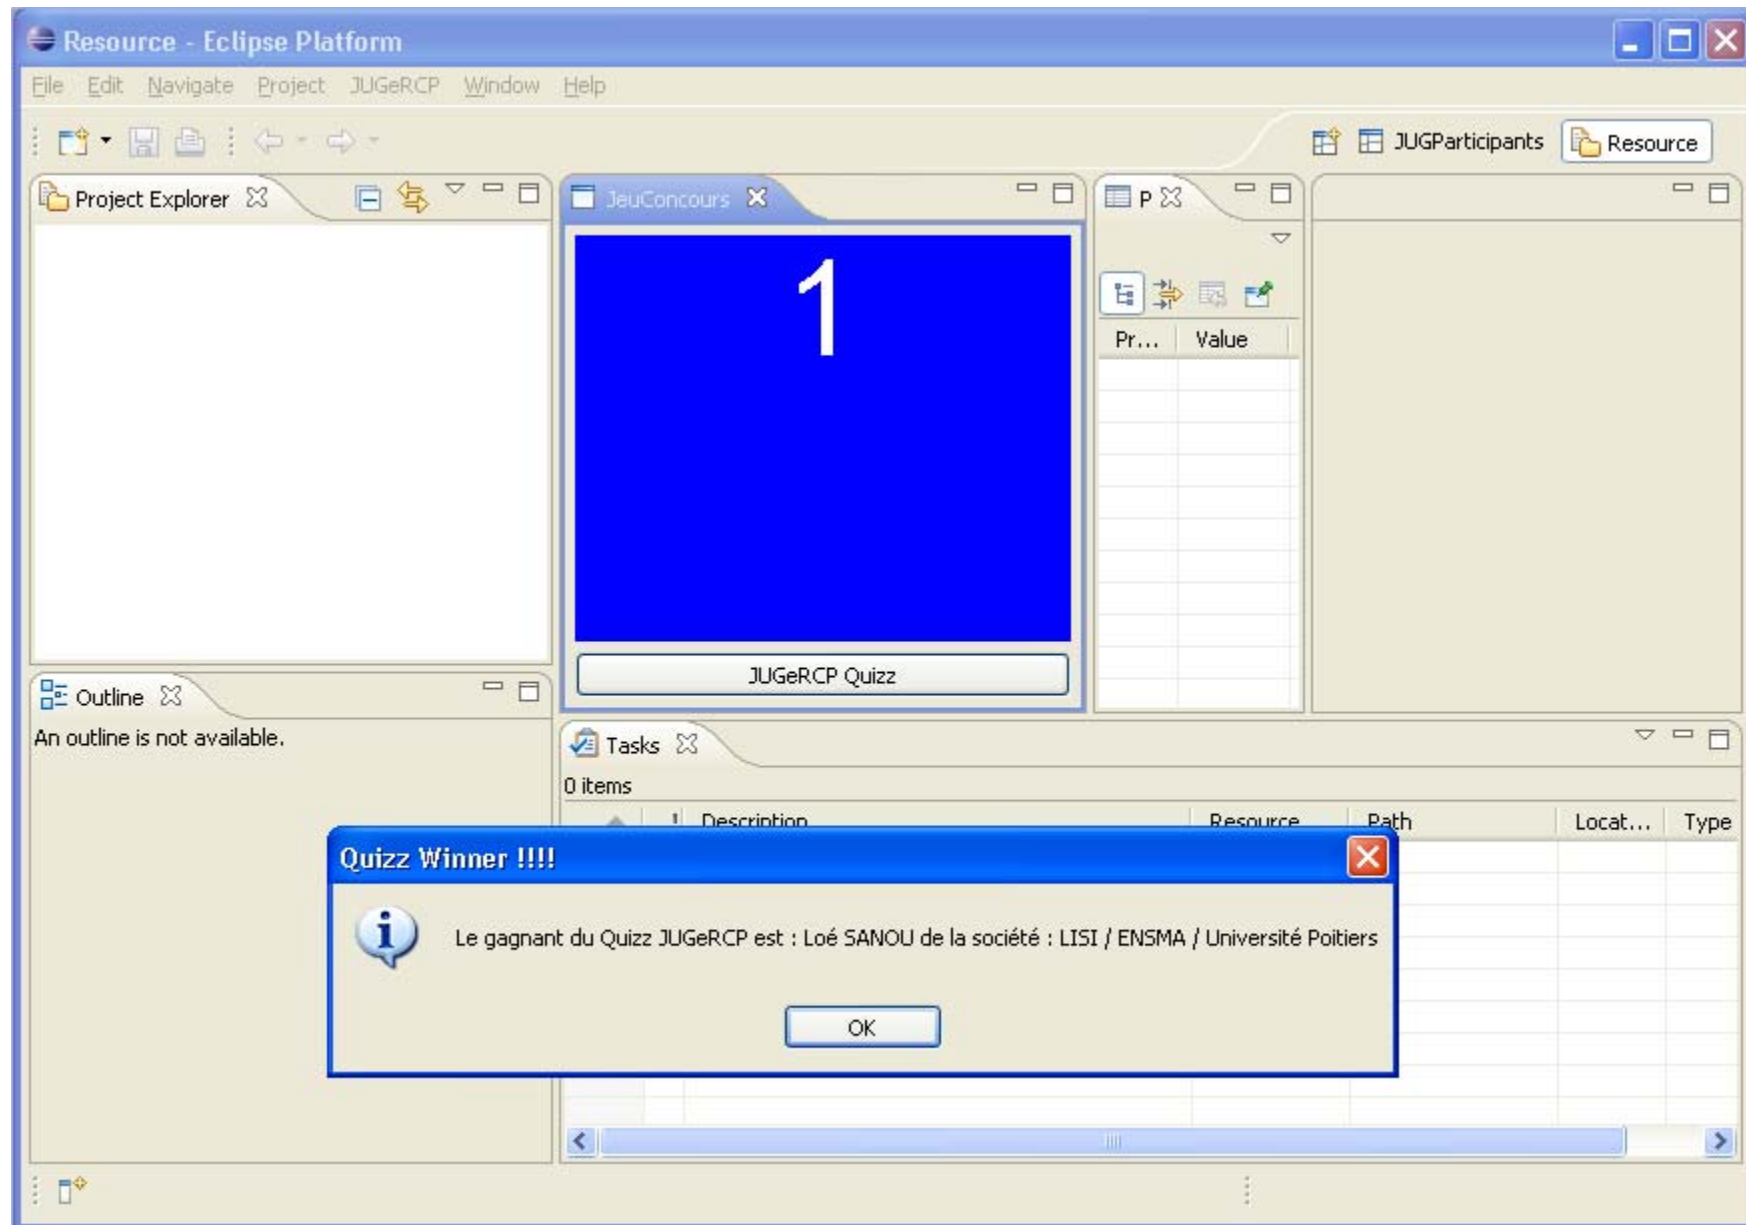 Resource - Eclipse Platform
File Edit Navigate Project JUGeRCP Window Help
JUGParticipants Resource
Project Explorer
JeuConcours
P
1
Pr... Value
JUGeRCP Quizz
Outline
An outline is not available.
Tasks
0 items
! Description Resource Path Locat... Type
Quizz Winner !!!!
Le gagnant du Quizz JUGeRCP est : Loé SANOU de la société : LISI / ENSMA / Université Poitiers
OK